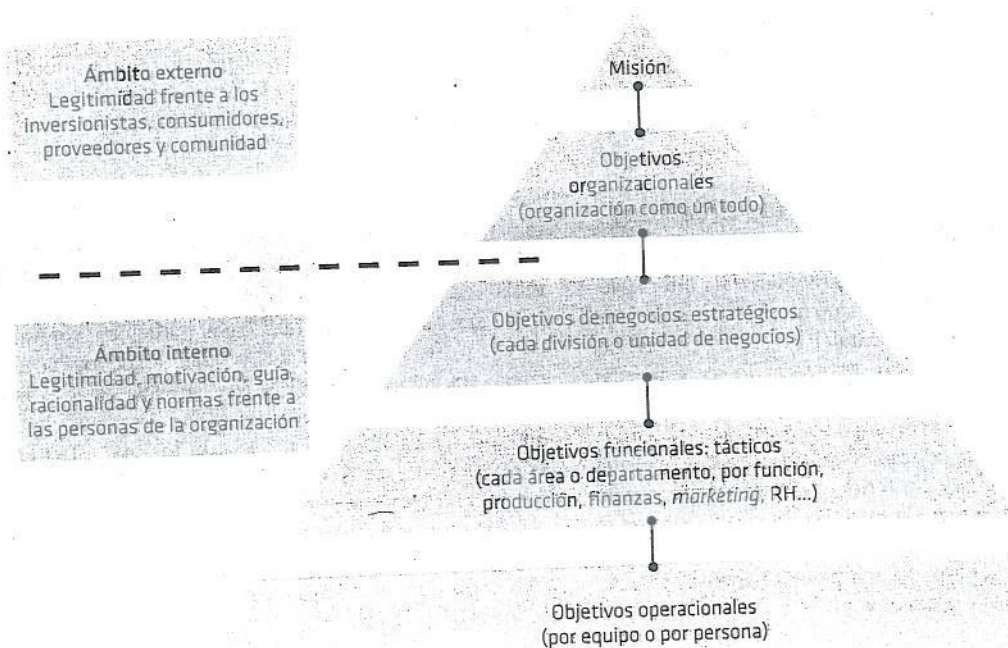 Ámbito externo
Legitimidad frente a los
inversionistas, consumidores,
proveedores y comunidad
Misión
Objetivos
organizacionales
(organización como un todo)
Ámbito interno
Legitimidad, motivación, guía,
racionalidad y normas frente a
las personas de la organización
Objetivos de negocios: estratégicos
(cada división o unidad de negocios)
Objetivos funcionales: tácticos
(cada área o departamento, por función,
producción, finanzas, marketing, RH...)
Objetivos operacionales
(por equipo o por persona)